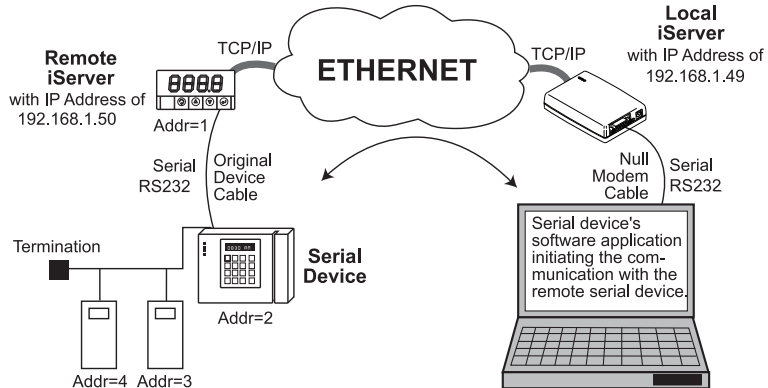 Remote
iServer
with IP Address of
192.168.1.50
TCP/IP
8888
Addr=1
ETHERNET
TCP/IP
Local
iServer
with IP Address of
192.168.1.49
Serial
RS232
Original
Device
Cable
Null
Modem
Cable
Serial
RS232
Termination
Serial
Device
Addr=2
Addr=4
Addr=3
Serial device's
software application
initiating the com-
munication with the
remote serial device.